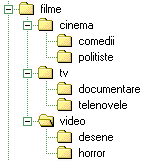 filme
cinema
comedii
politiste
tv
documentare
telenovele
video
desene
horror